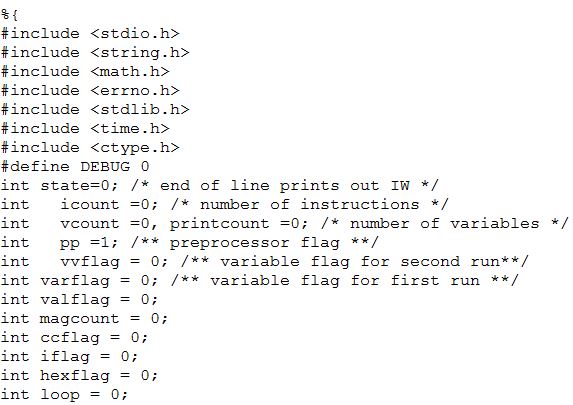 %{
#include <stdio.h>
#include <string.h>
#include <math.h>
#include <errno.h>
#include <stdlib.h>
#include <time.h>
#include <ctype.h>
#define DEBUG 0
int state=0; /* end of line prints out IW */
int   icount =0; /* number of instructions */
int   vcount =0, printcount =0; /* number of variables */
int   pp =1; /** preprocessor flag **/
int   vvflag = 0; /** variable flag for second run**/
int varflag = 0; /** variable flag for first run **/
int valflag = 0;
int magcount = 0;
int ccflag = 0;
int iflag = 0;
int hexflag = 0;
int loop = 0;